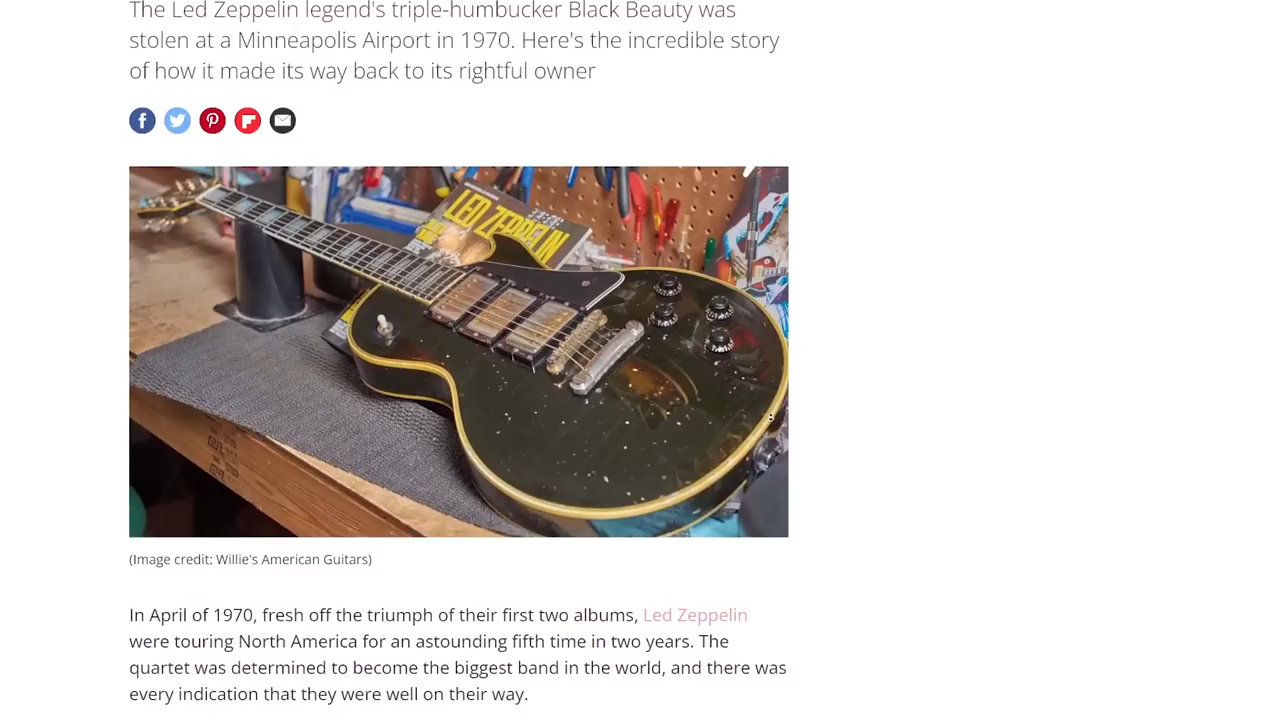 The Led Zeppelin legend's triple-humbucker Black Beauty was
stolen at a Minneapolis Airport in 1970. Here's the incredible story
of how it made its way back to its rightful owner
LED ZEPPELIN
(Image credit: Willie's American Guitars)
In April of 1970, fresh off the triumph of their first two albums, Led Zeppelin
were touring North America for an astounding fifth time in two years. The
quartet was determined to become the biggest band in the world, and there was
every indication that they were well on their way.